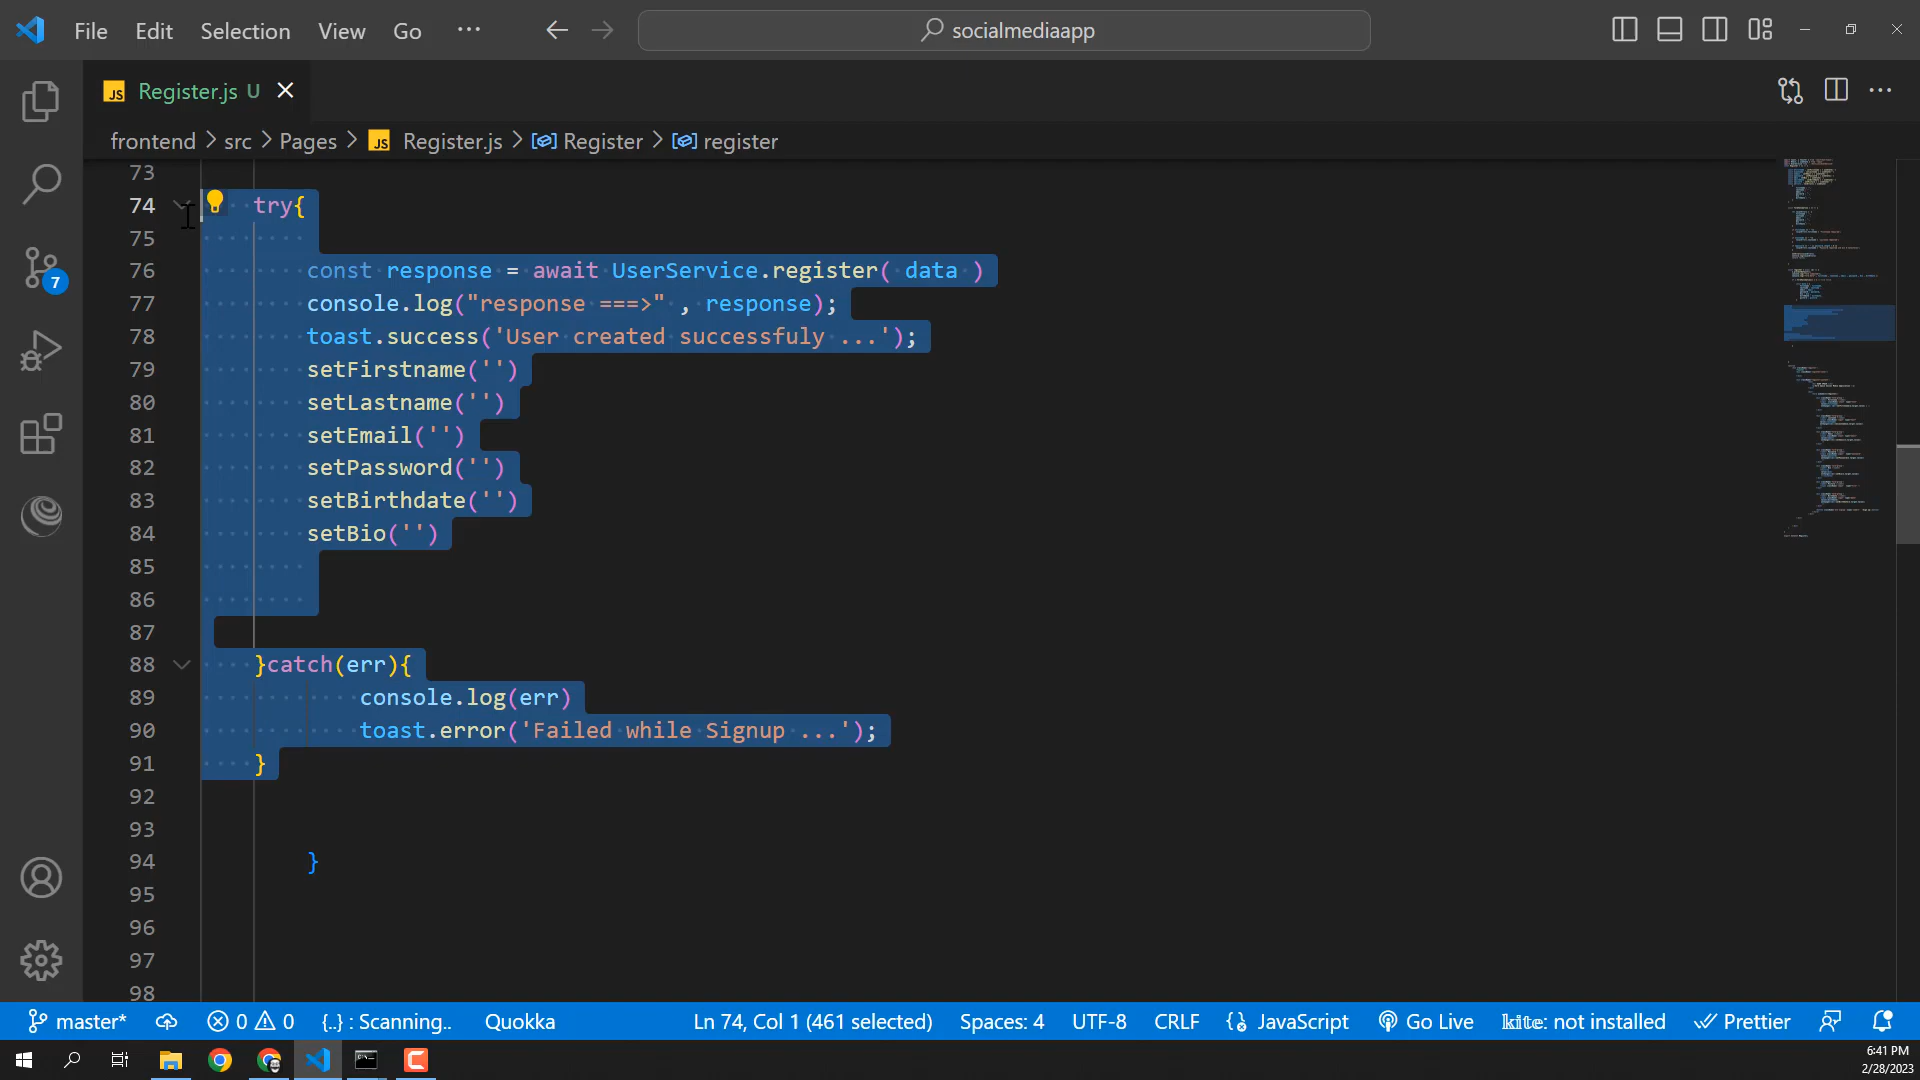 File Edit Selection View Go ··· socialmediaapp
JS Register.js U
frontend > src > Pages > JS Register.js > Register > register
73
74 try{
75
76 const response = await UserService.register( data )
77 console.log("response ===>" , response);
78 toast.success('User created successfuly ...');
79 setFirstname('')
80 setLastname('')
81 setEmail('')
82 setPassword('')
83 setBirthdate('')
84 setBio('')
85
86
87
88 }catch(err){
89 console.log(err)
90 toast.error('Failed while Signup ...');
91 }
92
93
94 }
95
96
97
98
7
master* 0 0 {..} : Scanning.. Quokka Ln 74, Col 1 (461 selected) Spaces: 4 UTF-8 CRLF JavaScript Go Live kite: not installed Prettier
6:41 PM
2/28/2023